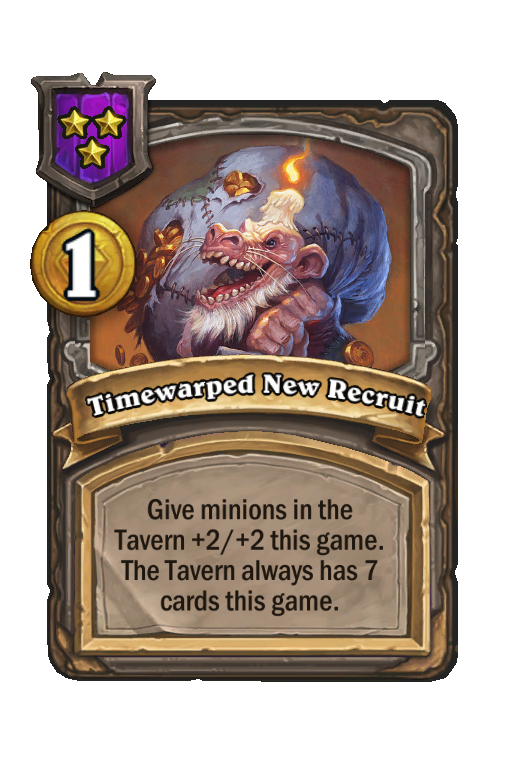 1
Timewarped New Recruit
Give minions in the
Tavern +2/+2 this game.
The Tavern always has 7
cards this game.